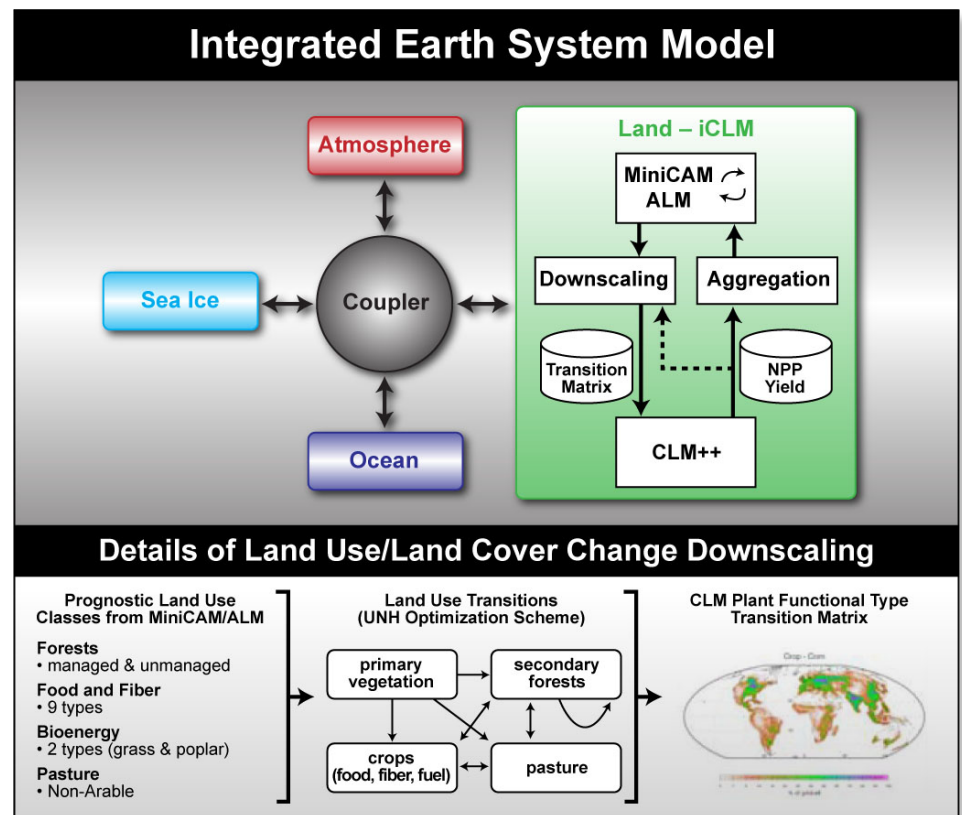 Integrated Earth System Model
Atmosphere
Sea Ice
Coupler
Ocean
Land – iCLM
MiniCAM
ALM
Downscaling
Aggregation
Transition
Matrix
NPP
Yield
CLM++
Details of Land Use/Land Cover Change Downscaling
Prognostic Land Use
Classes from MiniCAM/ALM
Forests
• managed & unmanaged
Food and Fiber
• 9 types
Bioenergy
• 2 types (grass & poplar)
Pasture
• Non-Arable
Land Use Transitions
(UNH Optimization Scheme)
primary
vegetation
secondary
forests
crops
(food, fiber, fuel)
pasture
CLM Plant Functional Type
Transition Matrix
Crop - Corn